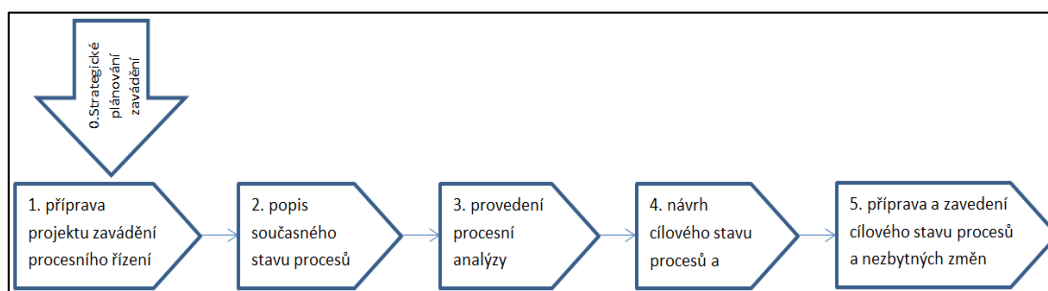 0.Strategické
plánování
zavádění
1. příprava
projektu zavádění
procesního řízení
2. popis
současného
stavu procesů
3. provedení
procesní
analýzy
4. návrh
cílového stavu
procesů a
5. příprava a zavedení
cílového stavu procesů
a nezbytných změn